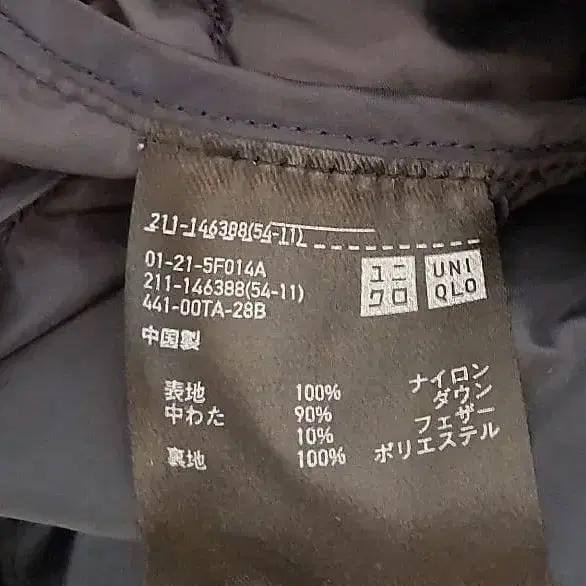 211-146388(54-11)
01-21-5F014A
211-146388(54-11)
441-00TA-28B
ユニ
クロ
UNI
QLO
中国製
表地 100% ナイロン
中わた 90% ダウン
10% フェザー
裏地 100% ポリエステル